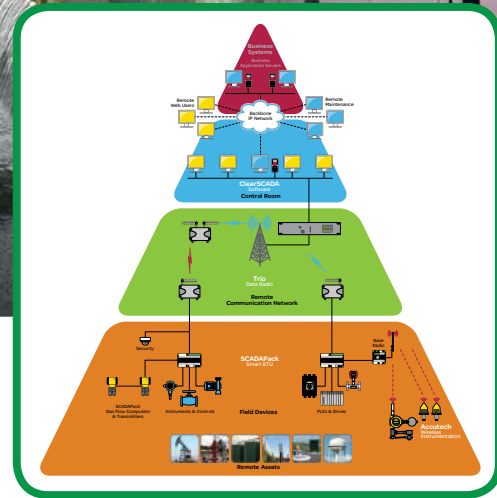 Business
Systems
Business
Application Servers
Remote
Web Users
Backbone
IP Network
Remote
Maintenance
ClearSCADA
Software
Control Room
Trio
Data Radio
Remote
Communication Network
Security
SCADAPack
Smart RTU
Base
Radio
SCADAPack
Gas Flow Computers
& Transmitters
Instruments & Controls
Field Devices
PLCs & Drives
Accutech
Wireless
Instrumentation
Remote Assets